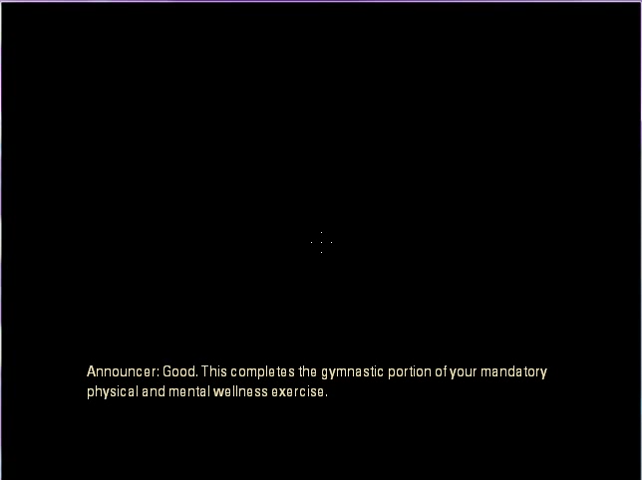 Announcer: Good. This completes the gymnastic portion of your mandatory
physical and mental wellness exercise.